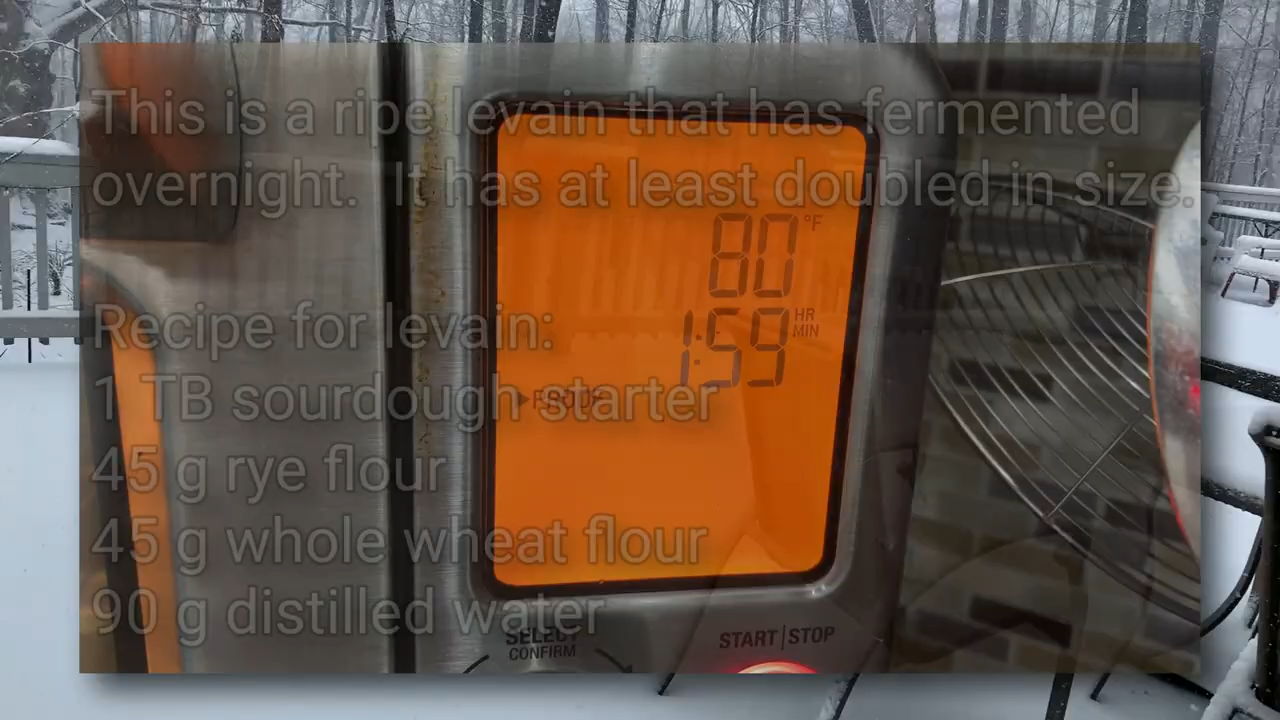 This is a ripe levain that has fermented
overnight. It has at least doubled in size.
80 °F
1:59 HR MIN
PROOF
Recipe for levain:
1 TB sourdough starter
45 g rye flour
45 g whole wheat flour
90 g distilled water
SELECT
CONFIRM
START|STOP